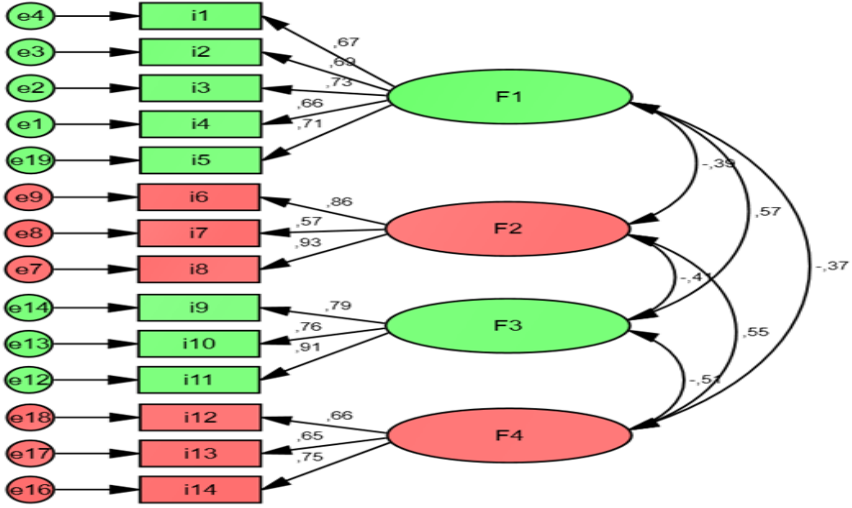 e4 i1
,67
e3 i2
,69
e2 i3
,73
F1
e1 i4
,66
,71
e19 i5
-,39
e9 i6
,86
,57
e8 i7
,57
F2
e7 i8
,93
-,37
-,41
e14 i9
,79
e13 i10
,76
F3
,55
e12 i11
,91
-,51
e18 i12
,66
e17 i13
,65
F4
e16 i14
,75